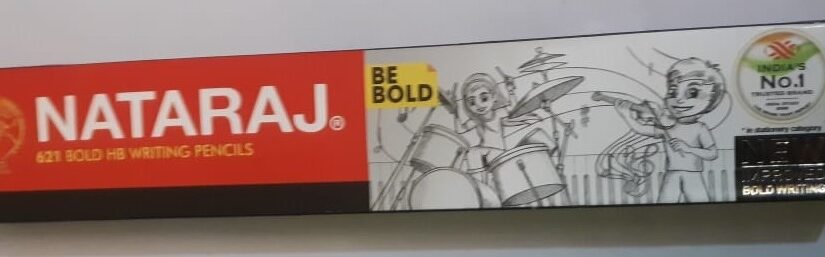 NATARAJ®
621 BOLD HB WRITING PENCILS
BE
BOLD
INDIA'S
No.1
TRUSTED BRAND
* in stationery category
NEW
IMPROVED
BOLD WRITING